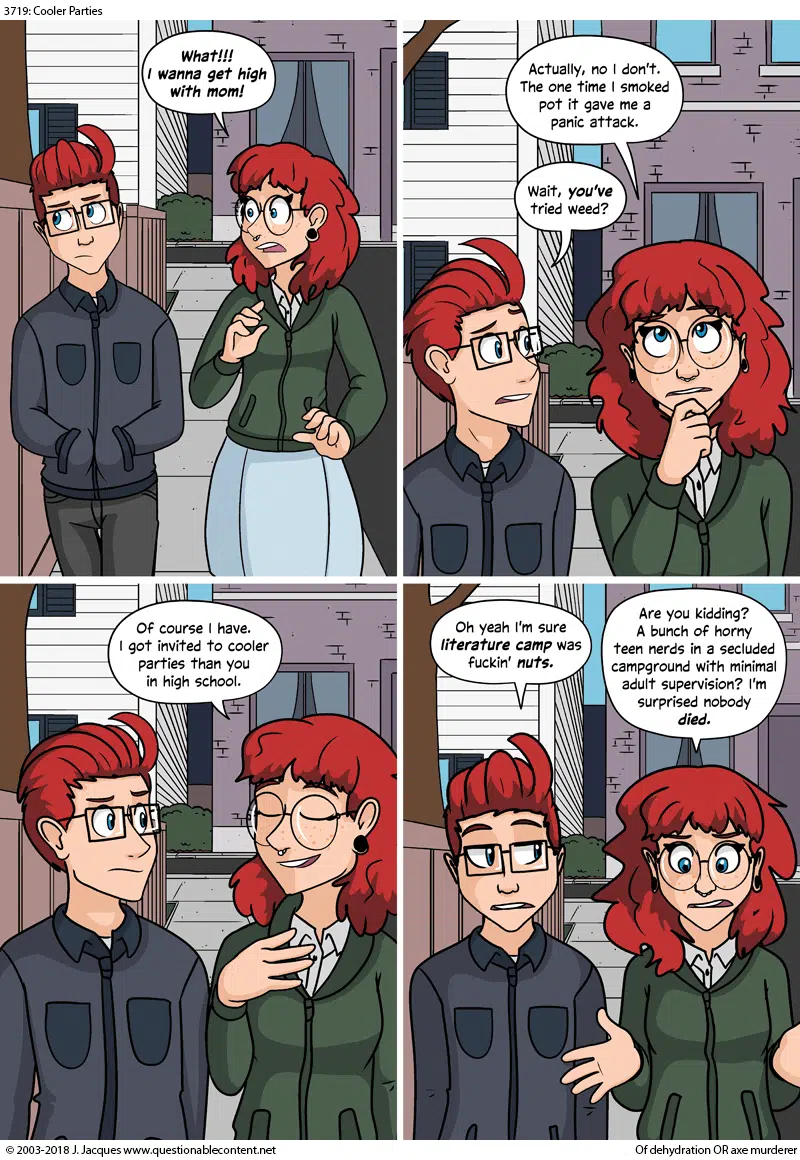 3719: Cooler Parties
What!!!
I wanna get high
with mom!
Actually, no I don't.
The one time I smoked
pot it gave me a
panic attack.
Wait, you've
tried weed?
Of course I have.
I got invited to cooler
parties than you
in high school.
Oh yeah I'm sure
literature camp was
fuckin' nuts.
Are you kidding?
A bunch of horny
teen nerds in a secluded
campground with minimal
adult supervision? I'm
surprised nobody
died.
© 2003-2018 J. Jacques www.questionablecontent.net
Of dehydration OR axe murderer